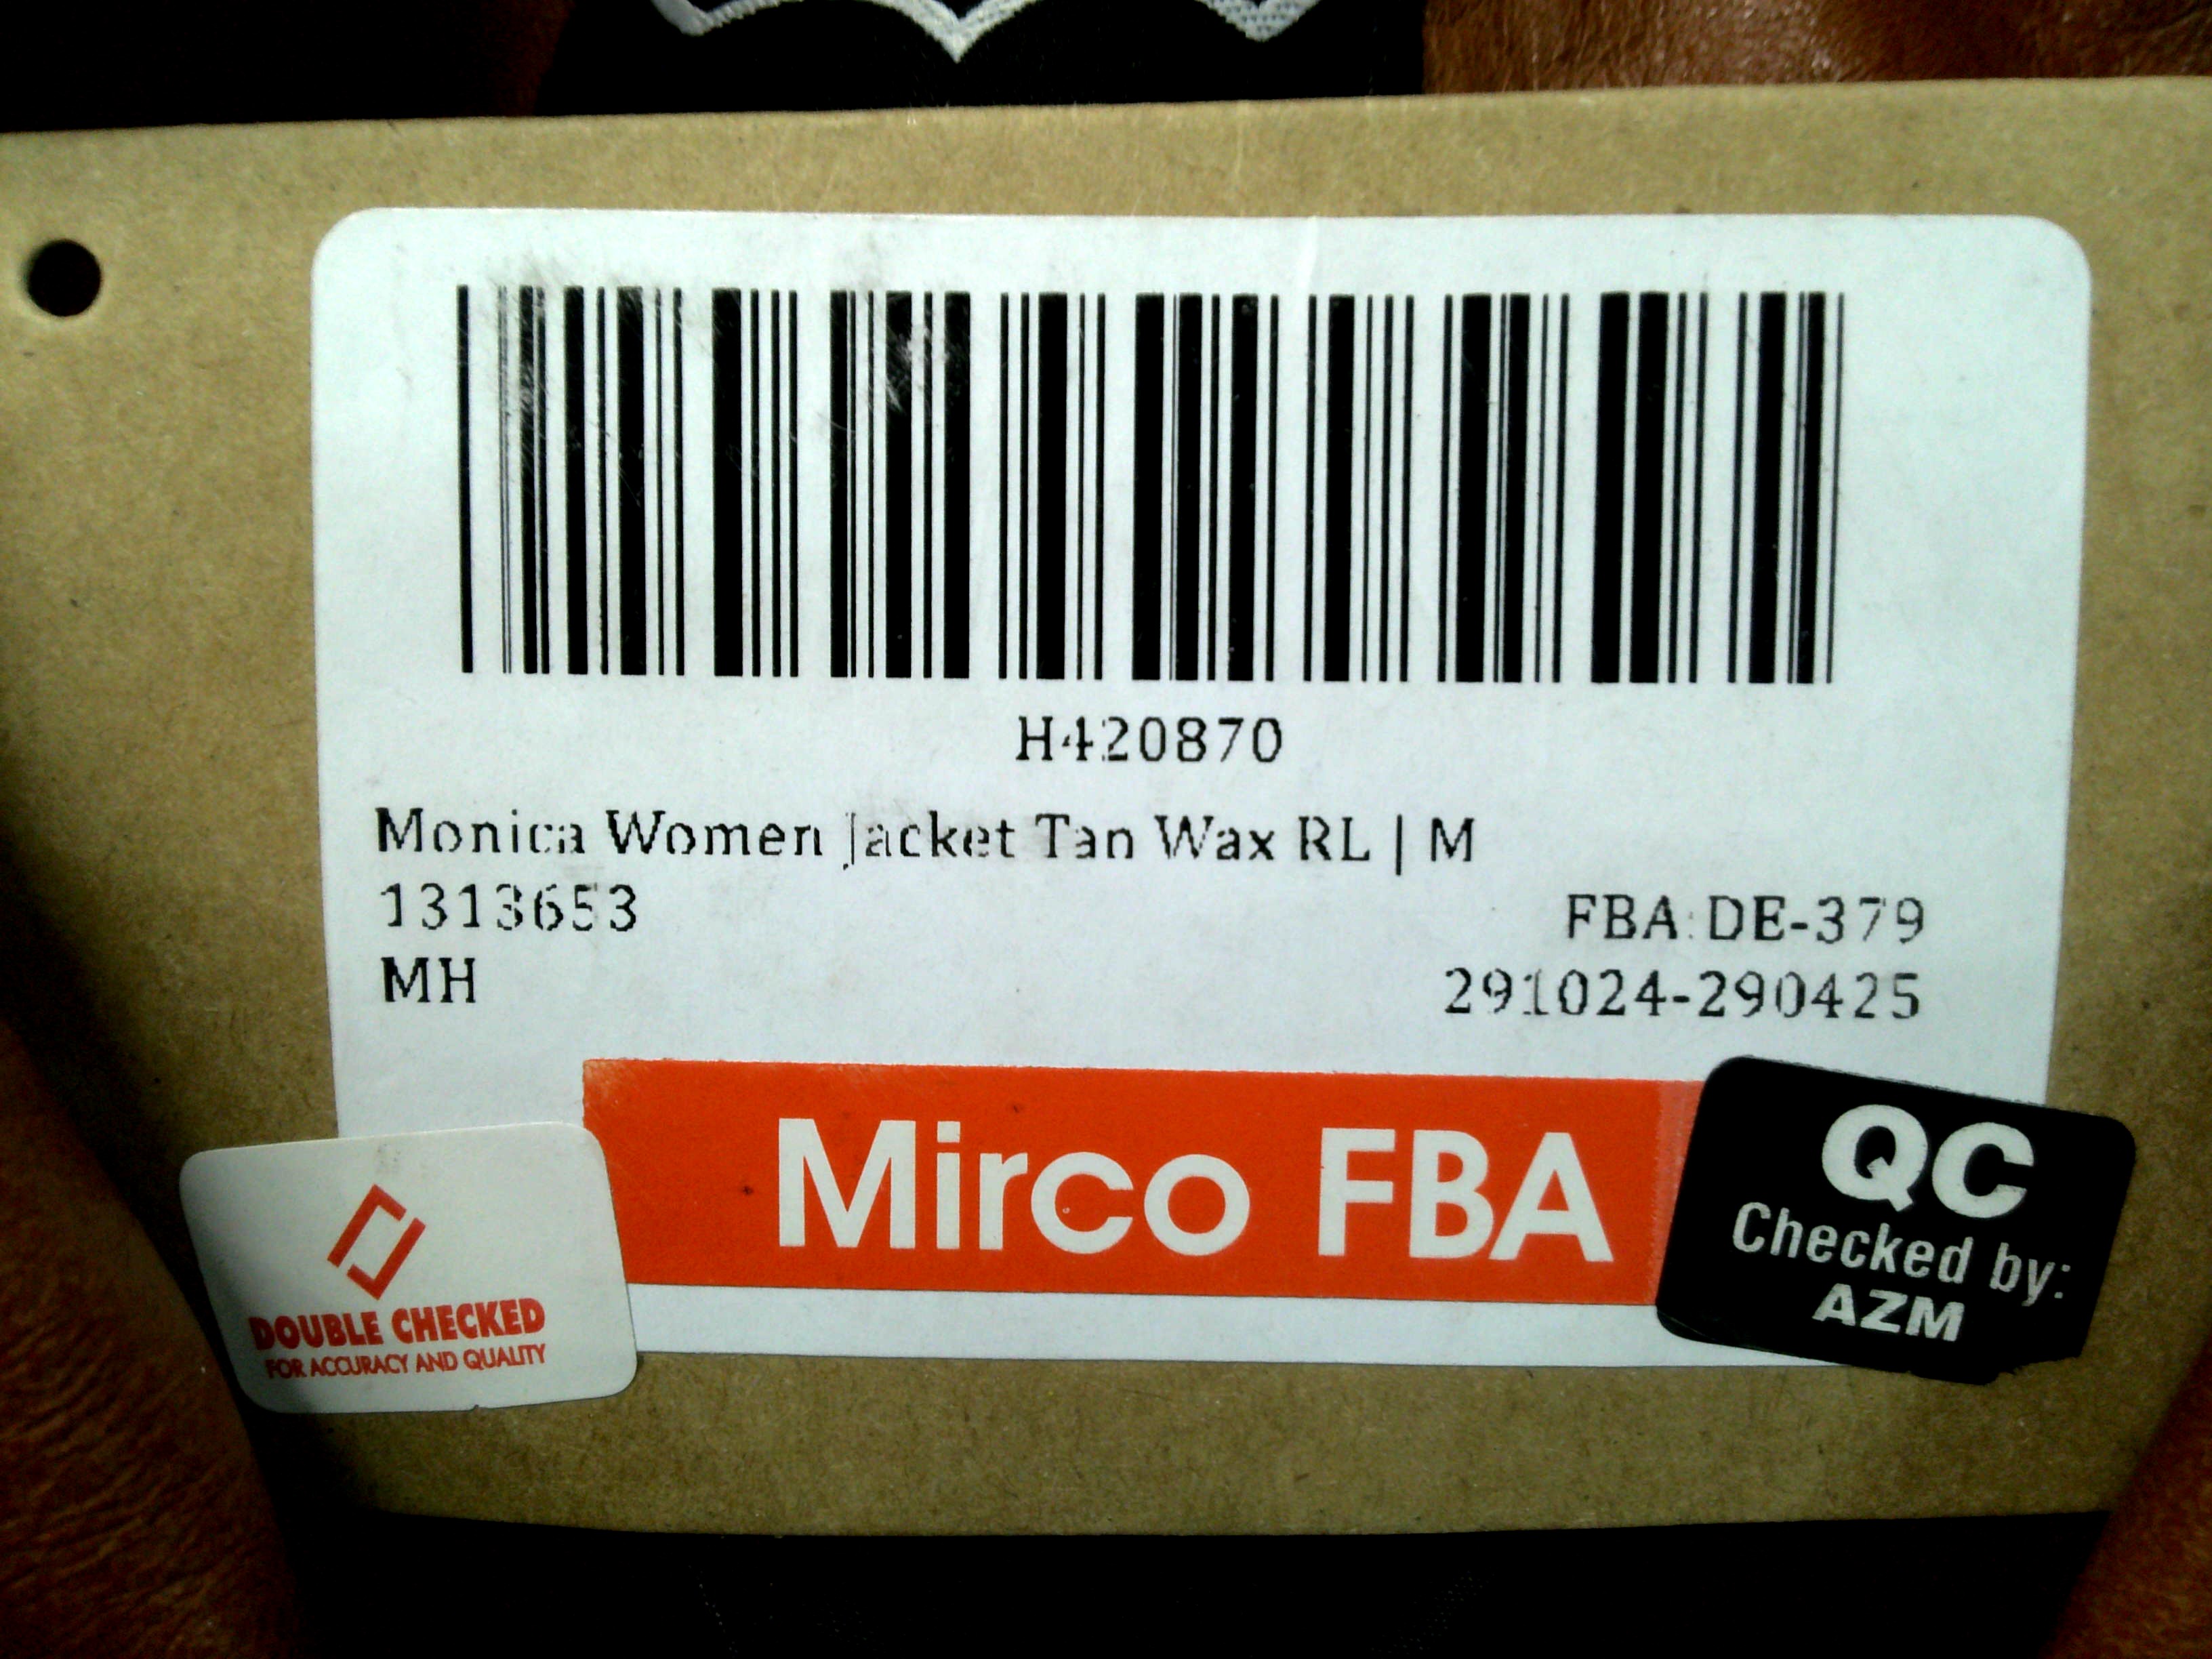 H420870
Monica Women Jacket Tan Wax RL | M
1313653
FBA: DE-379
MH
291024-290425
Mirco FBA
DOUBLE CHECKED
FOR ACCURACY AND QUALITY
QC
Checked by:
AZM